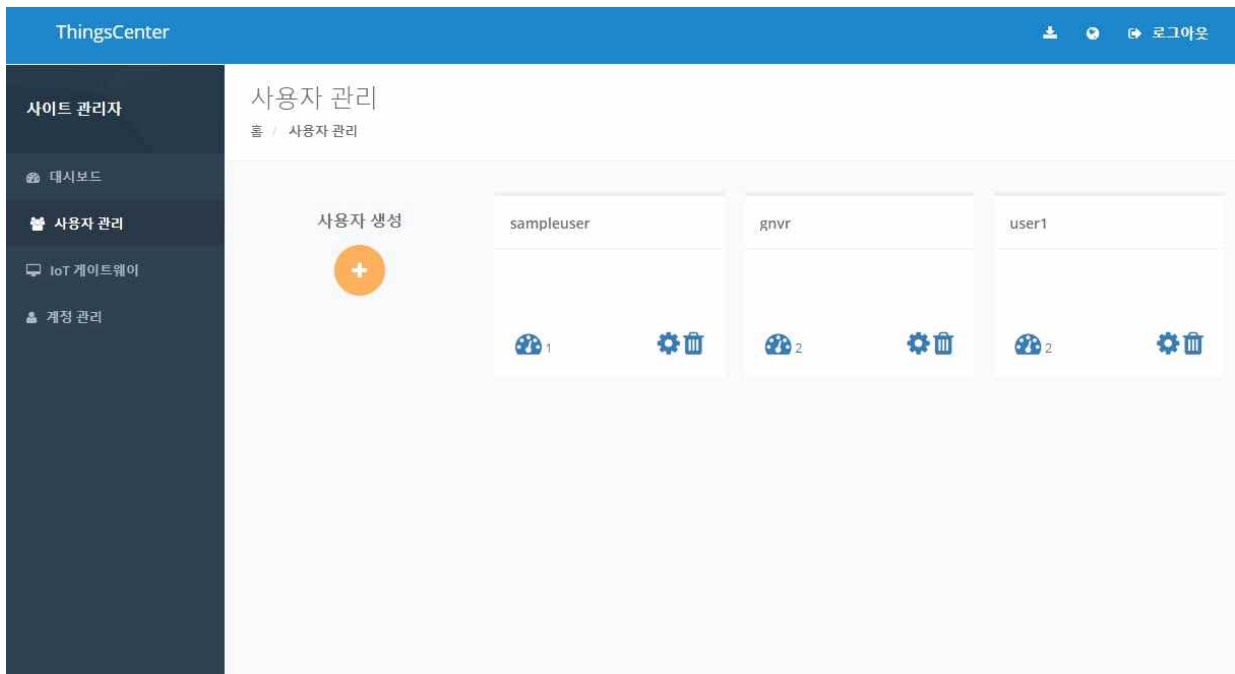 ThingsCenter
로그아웃
사이트 관리자
대시보드
사용자 관리
IoT 게이트웨이
계정 관리
사용자 관리
홈 / 사용자 관리
사용자 생성
sampleuser
1
gnvr
2
user1
2